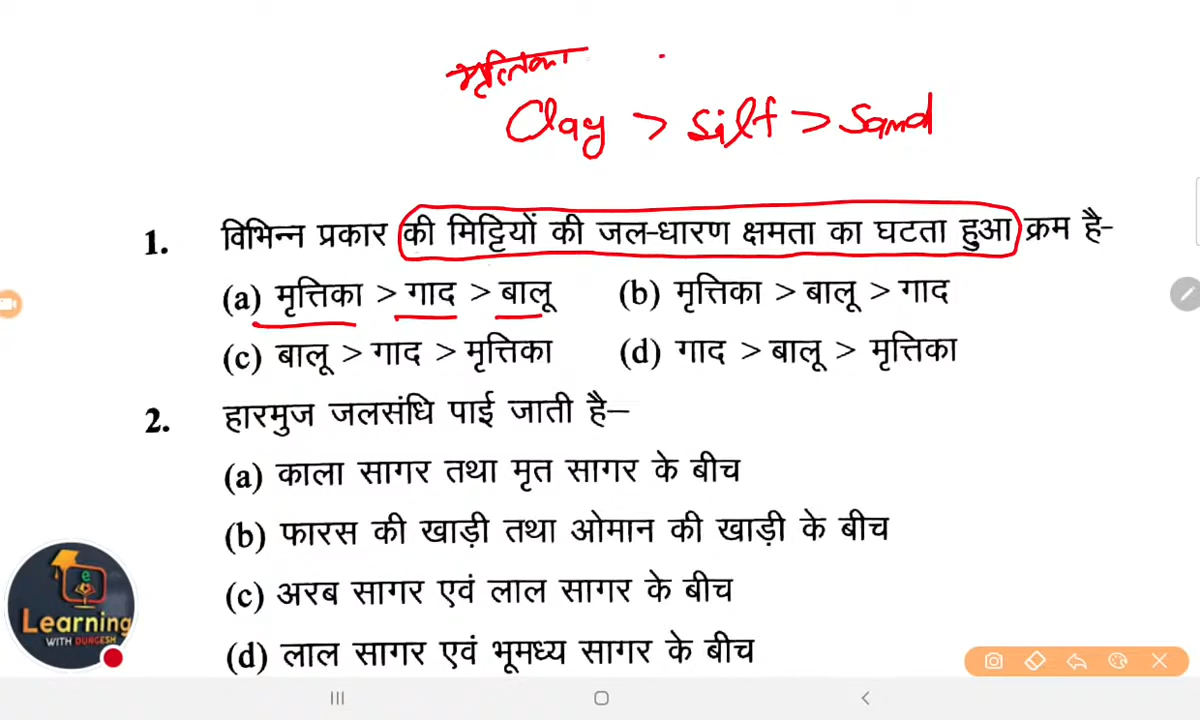 मृत्तिका
Clay > Silt > Sand
1. विभिन्न प्रकार की मिट्टियों की जल-धारण क्षमता का घटता हुआ क्रम है-
(a) मृत्तिका > गाद > बालू (b) मृत्तिका > बालू > गाद
(c) बालू > गाद > मृत्तिका (d) गाद > बालू > मृत्तिका
2. हारमुज जलसंधि पाई जाती है–
(a) काला सागर तथा मृत सागर के बीच
(b) फारस की खाड़ी तथा ओमान की खाड़ी के बीच
(c) अरब सागर एवं लाल सागर के बीच
(d) लाल सागर एवं भूमध्य सागर के बीच
e
Learning
WITH DURGESH